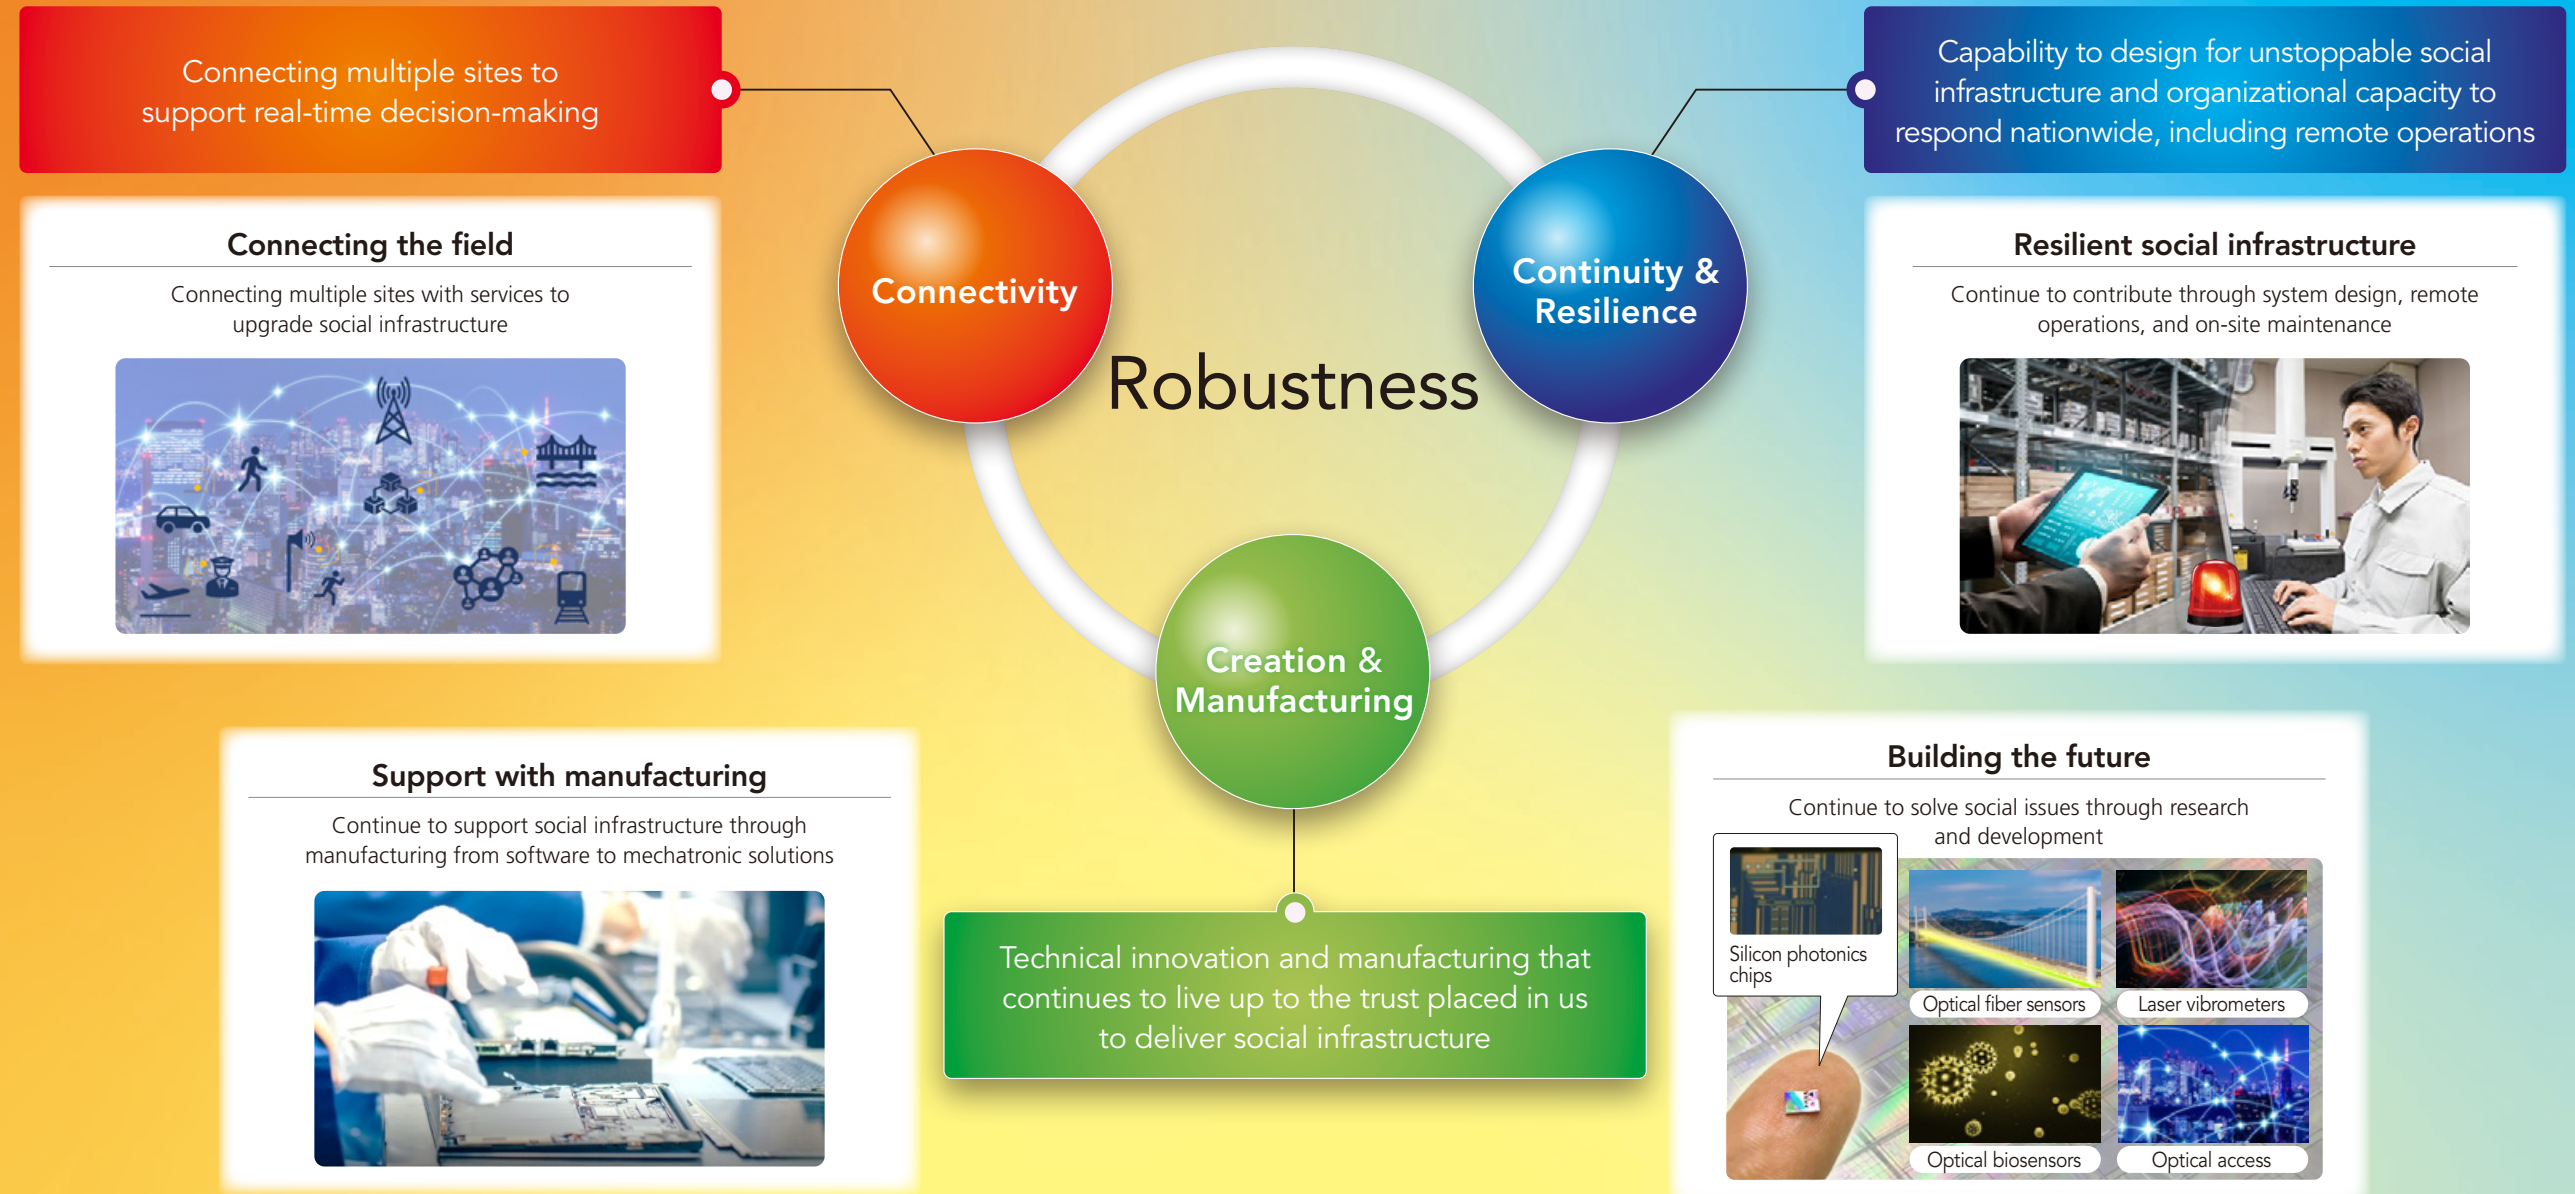 Connecting multiple sites to
support real-time decision-making
Capability to design for unstoppable social
infrastructure and organizational capacity to
respond nationwide, including remote operations
Connecting the field
Connecting multiple sites with services to
upgrade social infrastructure
Connectivity
Continuity &
Resilience
Robustness
Resilient social infrastructure
Continue to contribute through system design, remote
operations, and on-site maintenance
Creation &
Manufacturing
Support with manufacturing
Continue to support social infrastructure through
manufacturing from software to mechatronic solutions
Technical innovation and manufacturing that
continues to live up to the trust placed in us
to deliver social infrastructure
Building the future
Continue to solve social issues through research
and development
Silicon photonics
chips
Optical fiber sensors
Laser vibrometers
Optical biosensors
Optical access